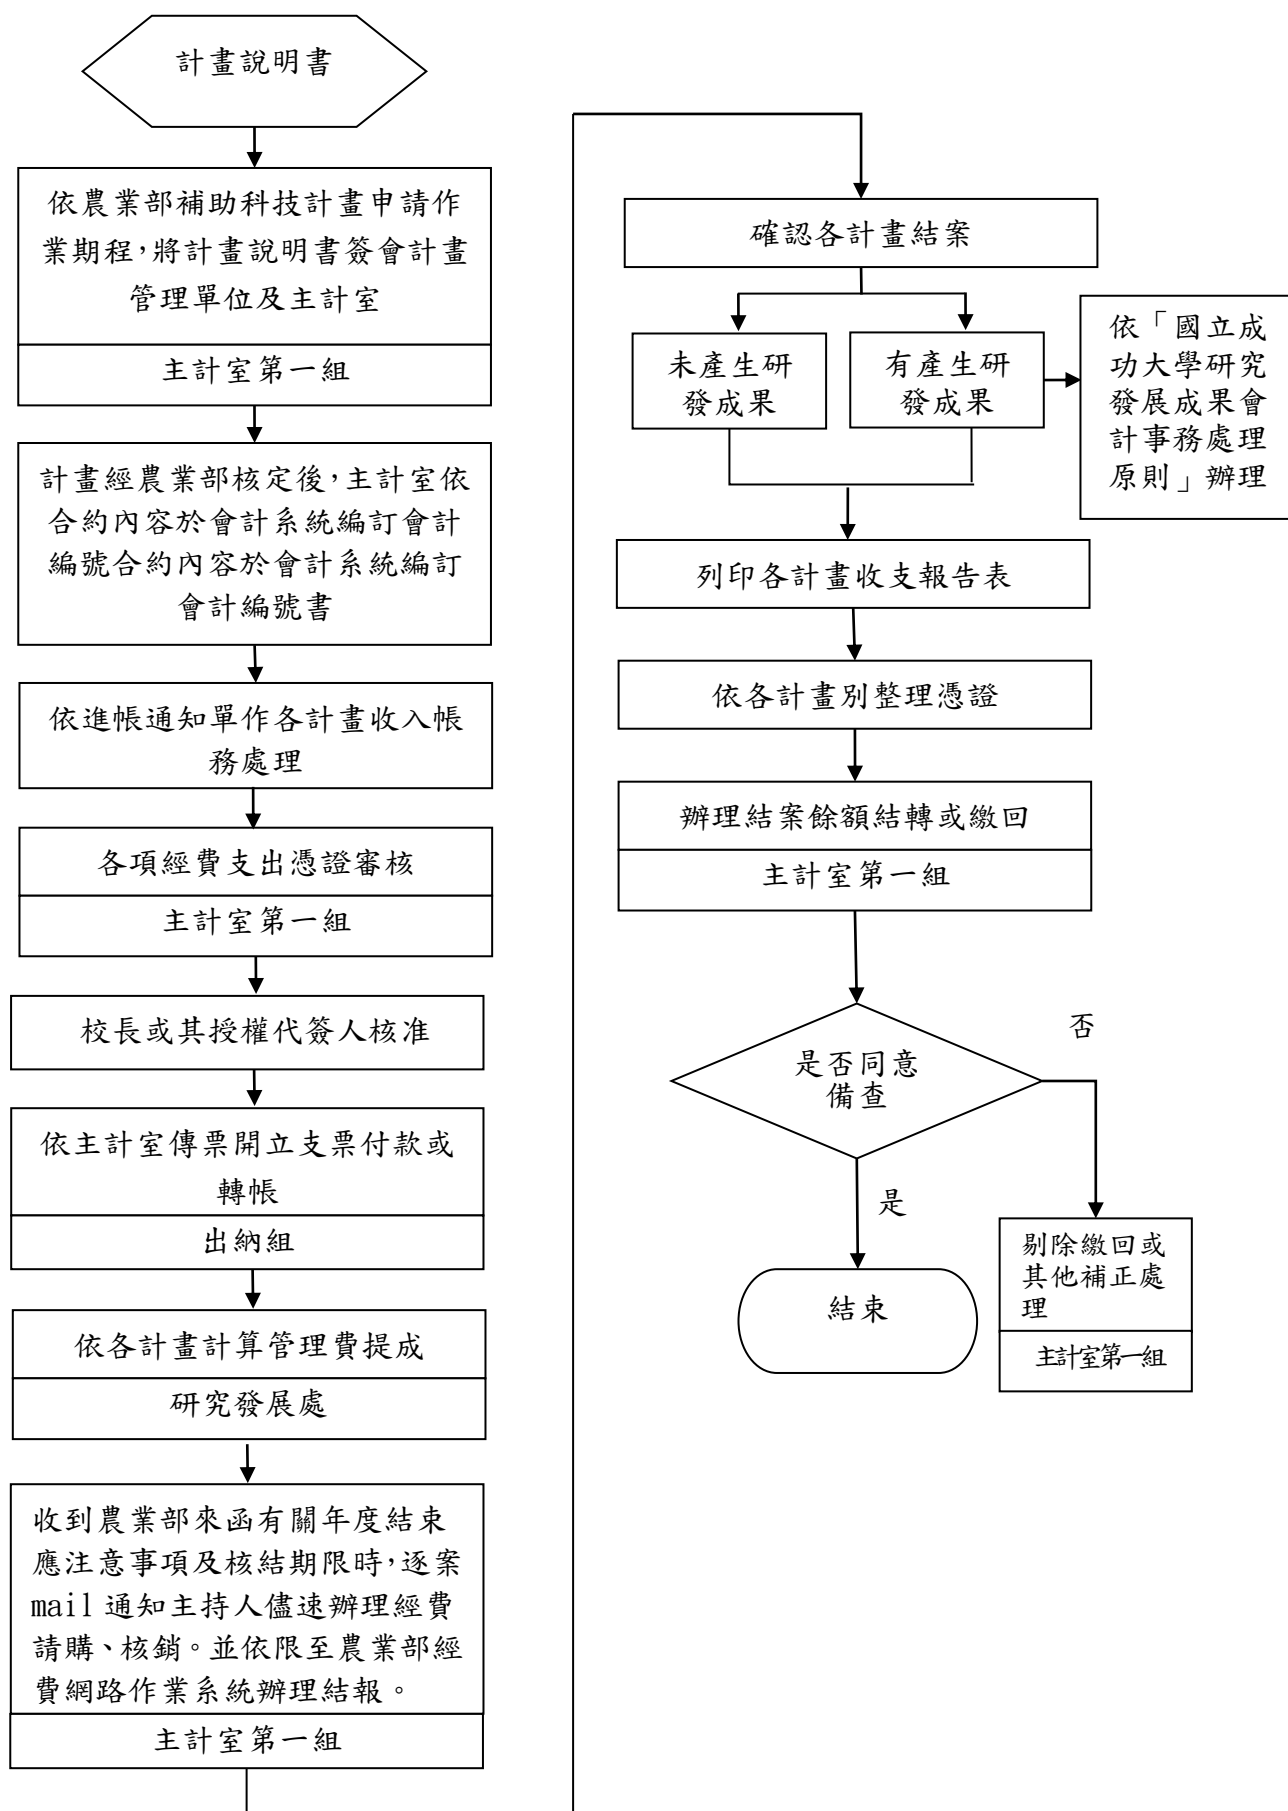 計畫說明書
依農業部補助科技計畫申請作
業期程，將計畫說明書簽會計畫
管理單位及主計室
主計室第一組
計畫經農業部核定後，主計室依
合約內容於會計系統編訂會計
編號合約內容於會計系統編訂
會計編號書
依進帳通知單作各計畫收入帳
務處理
各項經費支出憑證審核
主計室第一組
校長或其授權代簽人核准
依主計室傳票開立支票付款或
轉帳
出納組
依各計畫計算管理費提成
研究發展處
收到農業部來函有關年度結束
應注意事項及核結期限時，逐案
mail 通知主持人儘速辦理經費
請購、核銷。並依限至農業部經
費網路作業系統辦理結報。
主計室第一組
確認各計畫結案
未產生研
發成果
有產生研
發成果
依「國立成
功大學研究
發展成果會
計事務處理
原則」辦理
列印各計畫收支報告表
依各計畫別整理憑證
辦理結案餘額結轉或繳回
主計室第一組
是否同意
備查
否
是
剔除繳回或
其他補正處
理
主計室第一組
結束